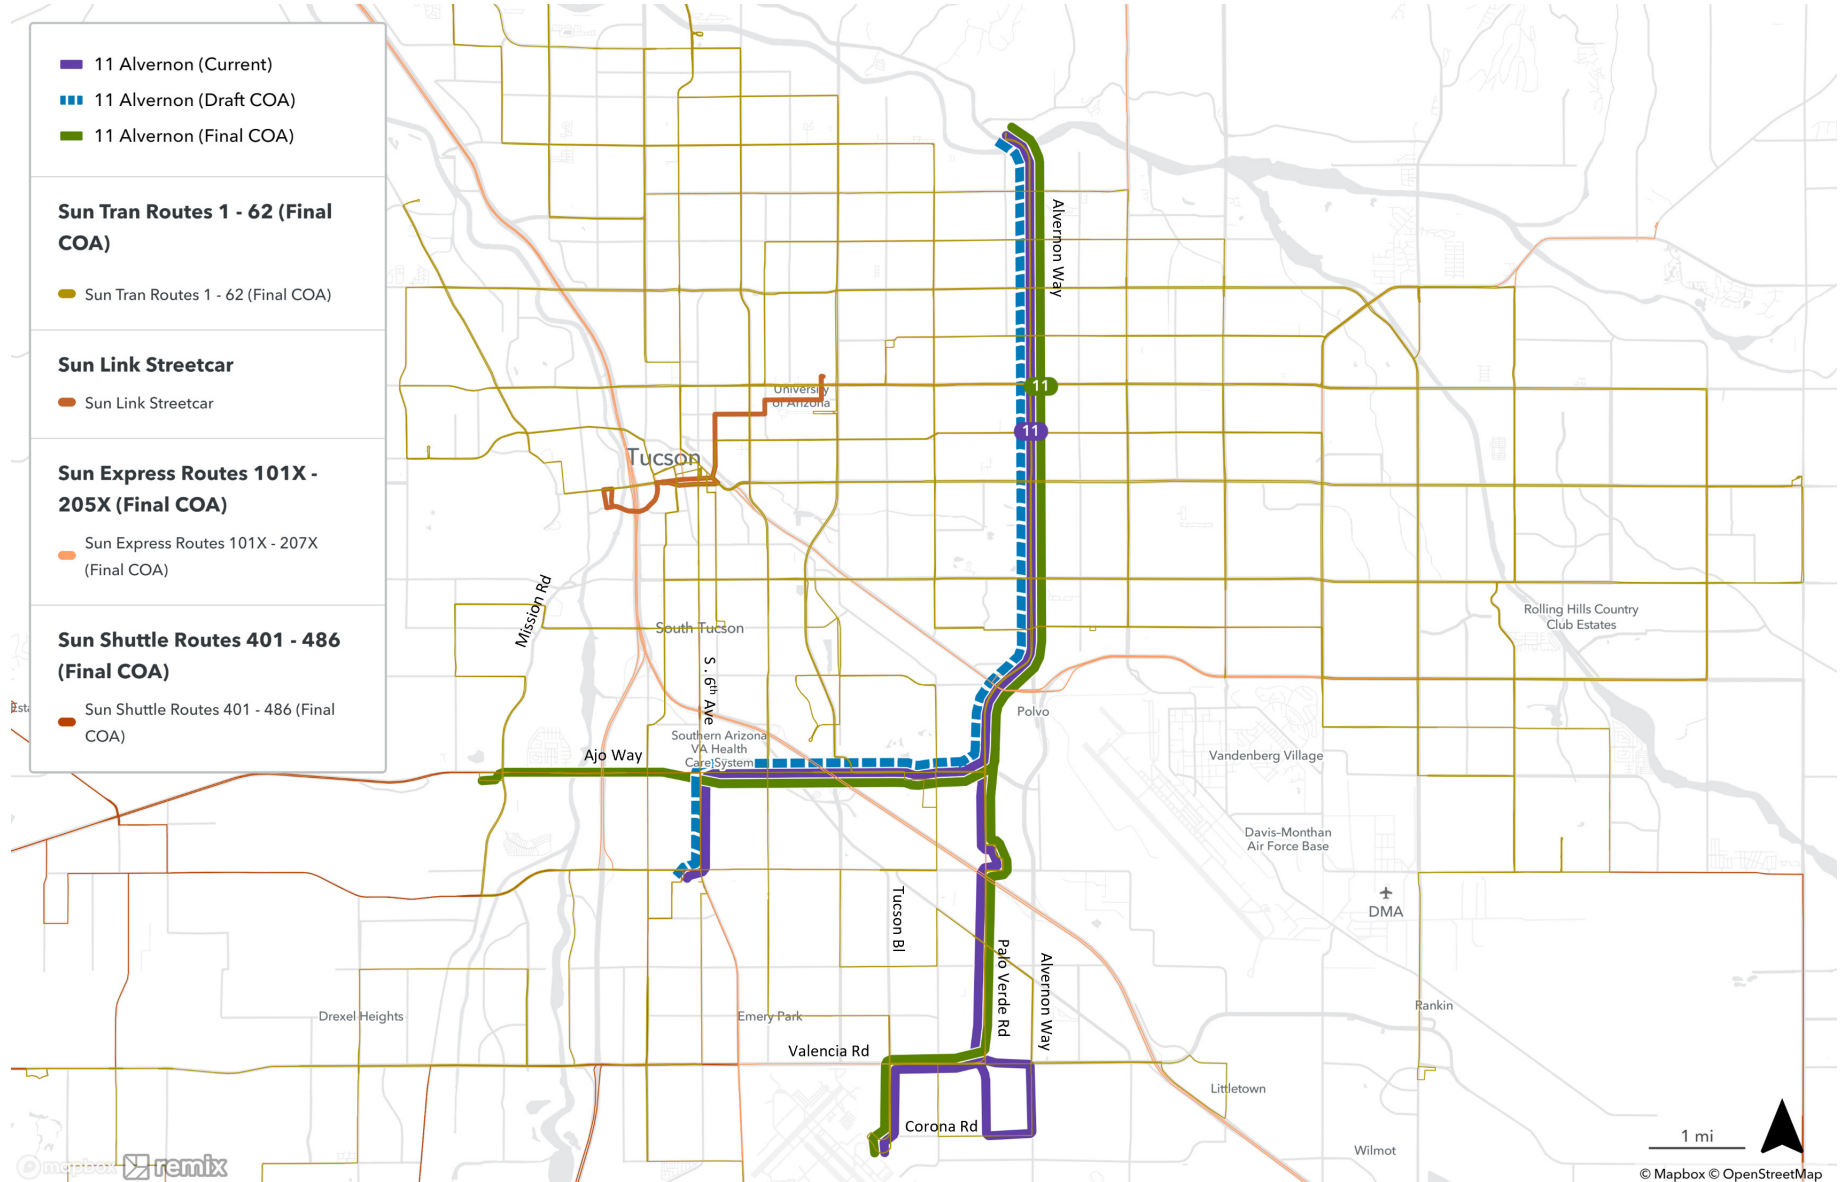 11 Alvernon (Current)
11 Alvernon (Draft COA)
11 Alvernon (Final COA)
Sun Tran Routes 1 - 62 (Final
COA)
Sun Tran Routes 1 - 62 (Final COA)
Sun Link Streetcar
Sun Link Streetcar
Sun Express Routes 101X -
205X (Final COA)
Sun Express Routes 101X - 207X
(Final COA)
Sun Shuttle Routes 401 - 486
(Final COA)
Sun Shuttle Routes 401 - 486 (Final
COA)
Alvernon Way
11
University
of Arizona
11
Tucson
Mission Rd
South Tucson
S . 6th Ave
Rolling Hills Country
Club Estates
Polvo
Southern Arizona
VA Health
Care System
Ajo Way
Vandenberg Village
Davis-Monthan
Air Force Base
DMA
Tucson Bl
Palo Verde Rd
Alvernon Way
Rankin
Drexel Heights
Emery Park
Valencia Rd
Littletown
Corona Rd
Wilmot
1 mi
mapbox
remix
© Mapbox © OpenStreetMap